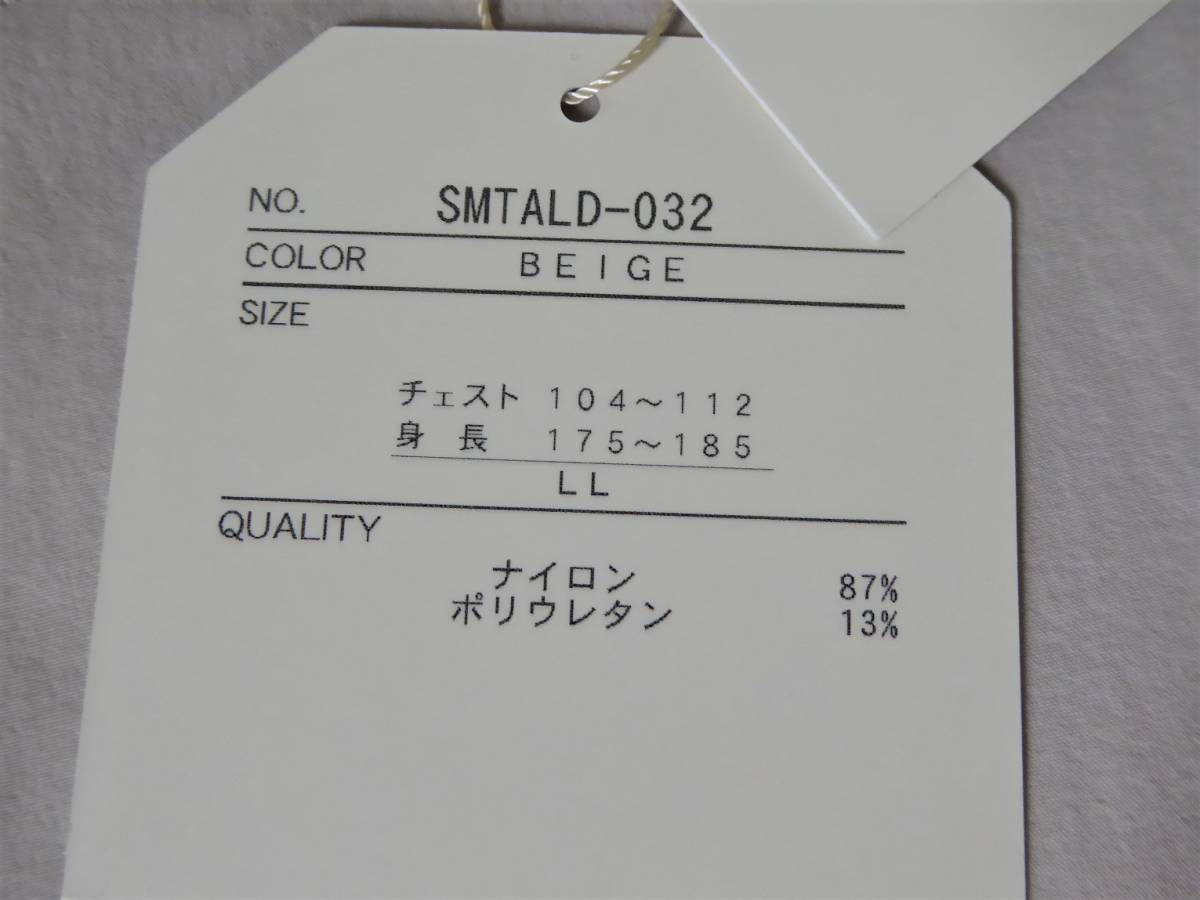 NO. SMTALD-032
COLOR BEIGE
SIZE
チェスト 104~112
身長 175~185
LL
QUALITY
ナイロン 87%
ポリウレタン 13%